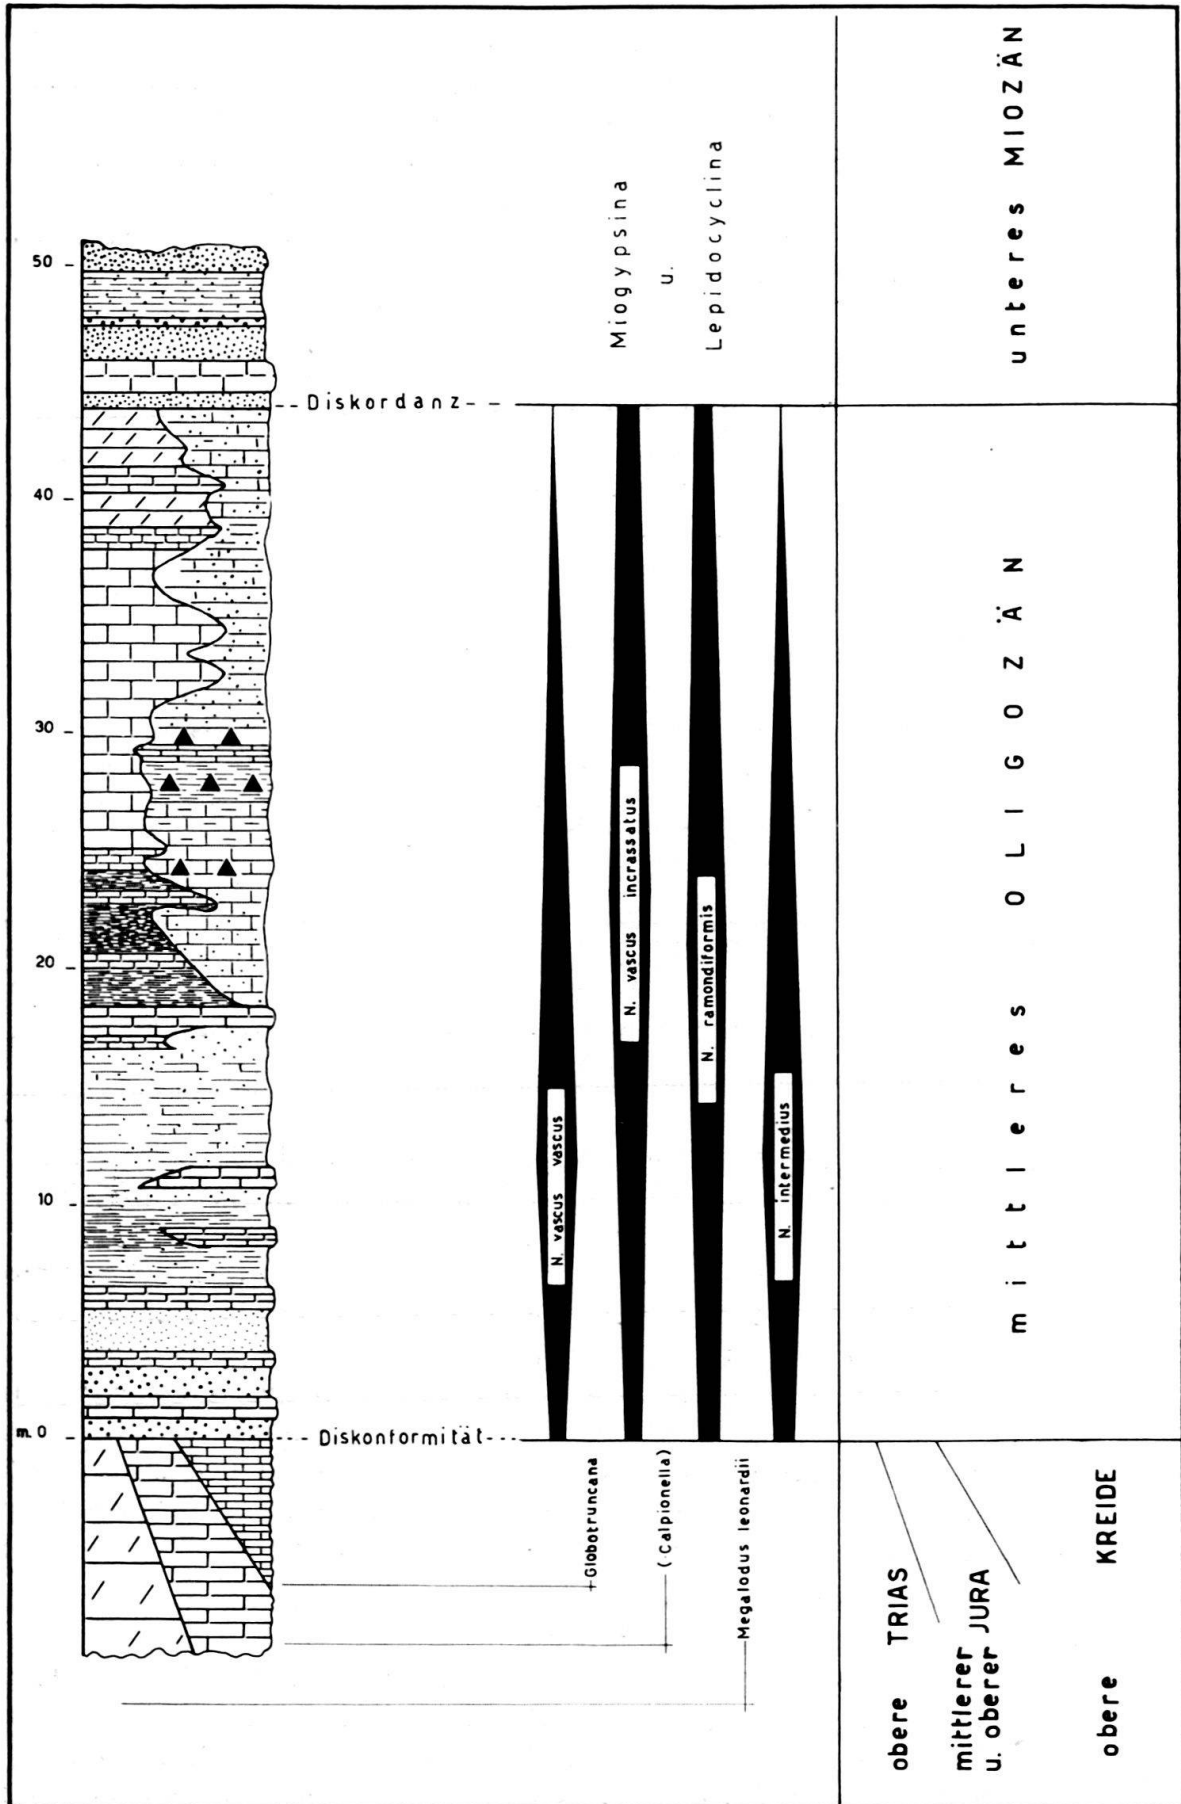 50
40
30
20
10
m. 0
Diskordanz
Diskonformität
Miogypsina
u.
Lepidocyclina
N. vascus vascus
N. vascus incrassatus
N. ramondiformis
N. intermedius
Globotruncana
(Calpionella)
Megalodus leonardii
unteres MIOZÄN
mittleres OLIGOZÄN
obere TRIAS
mittlerer
u. oberer JURA
obere KREIDE